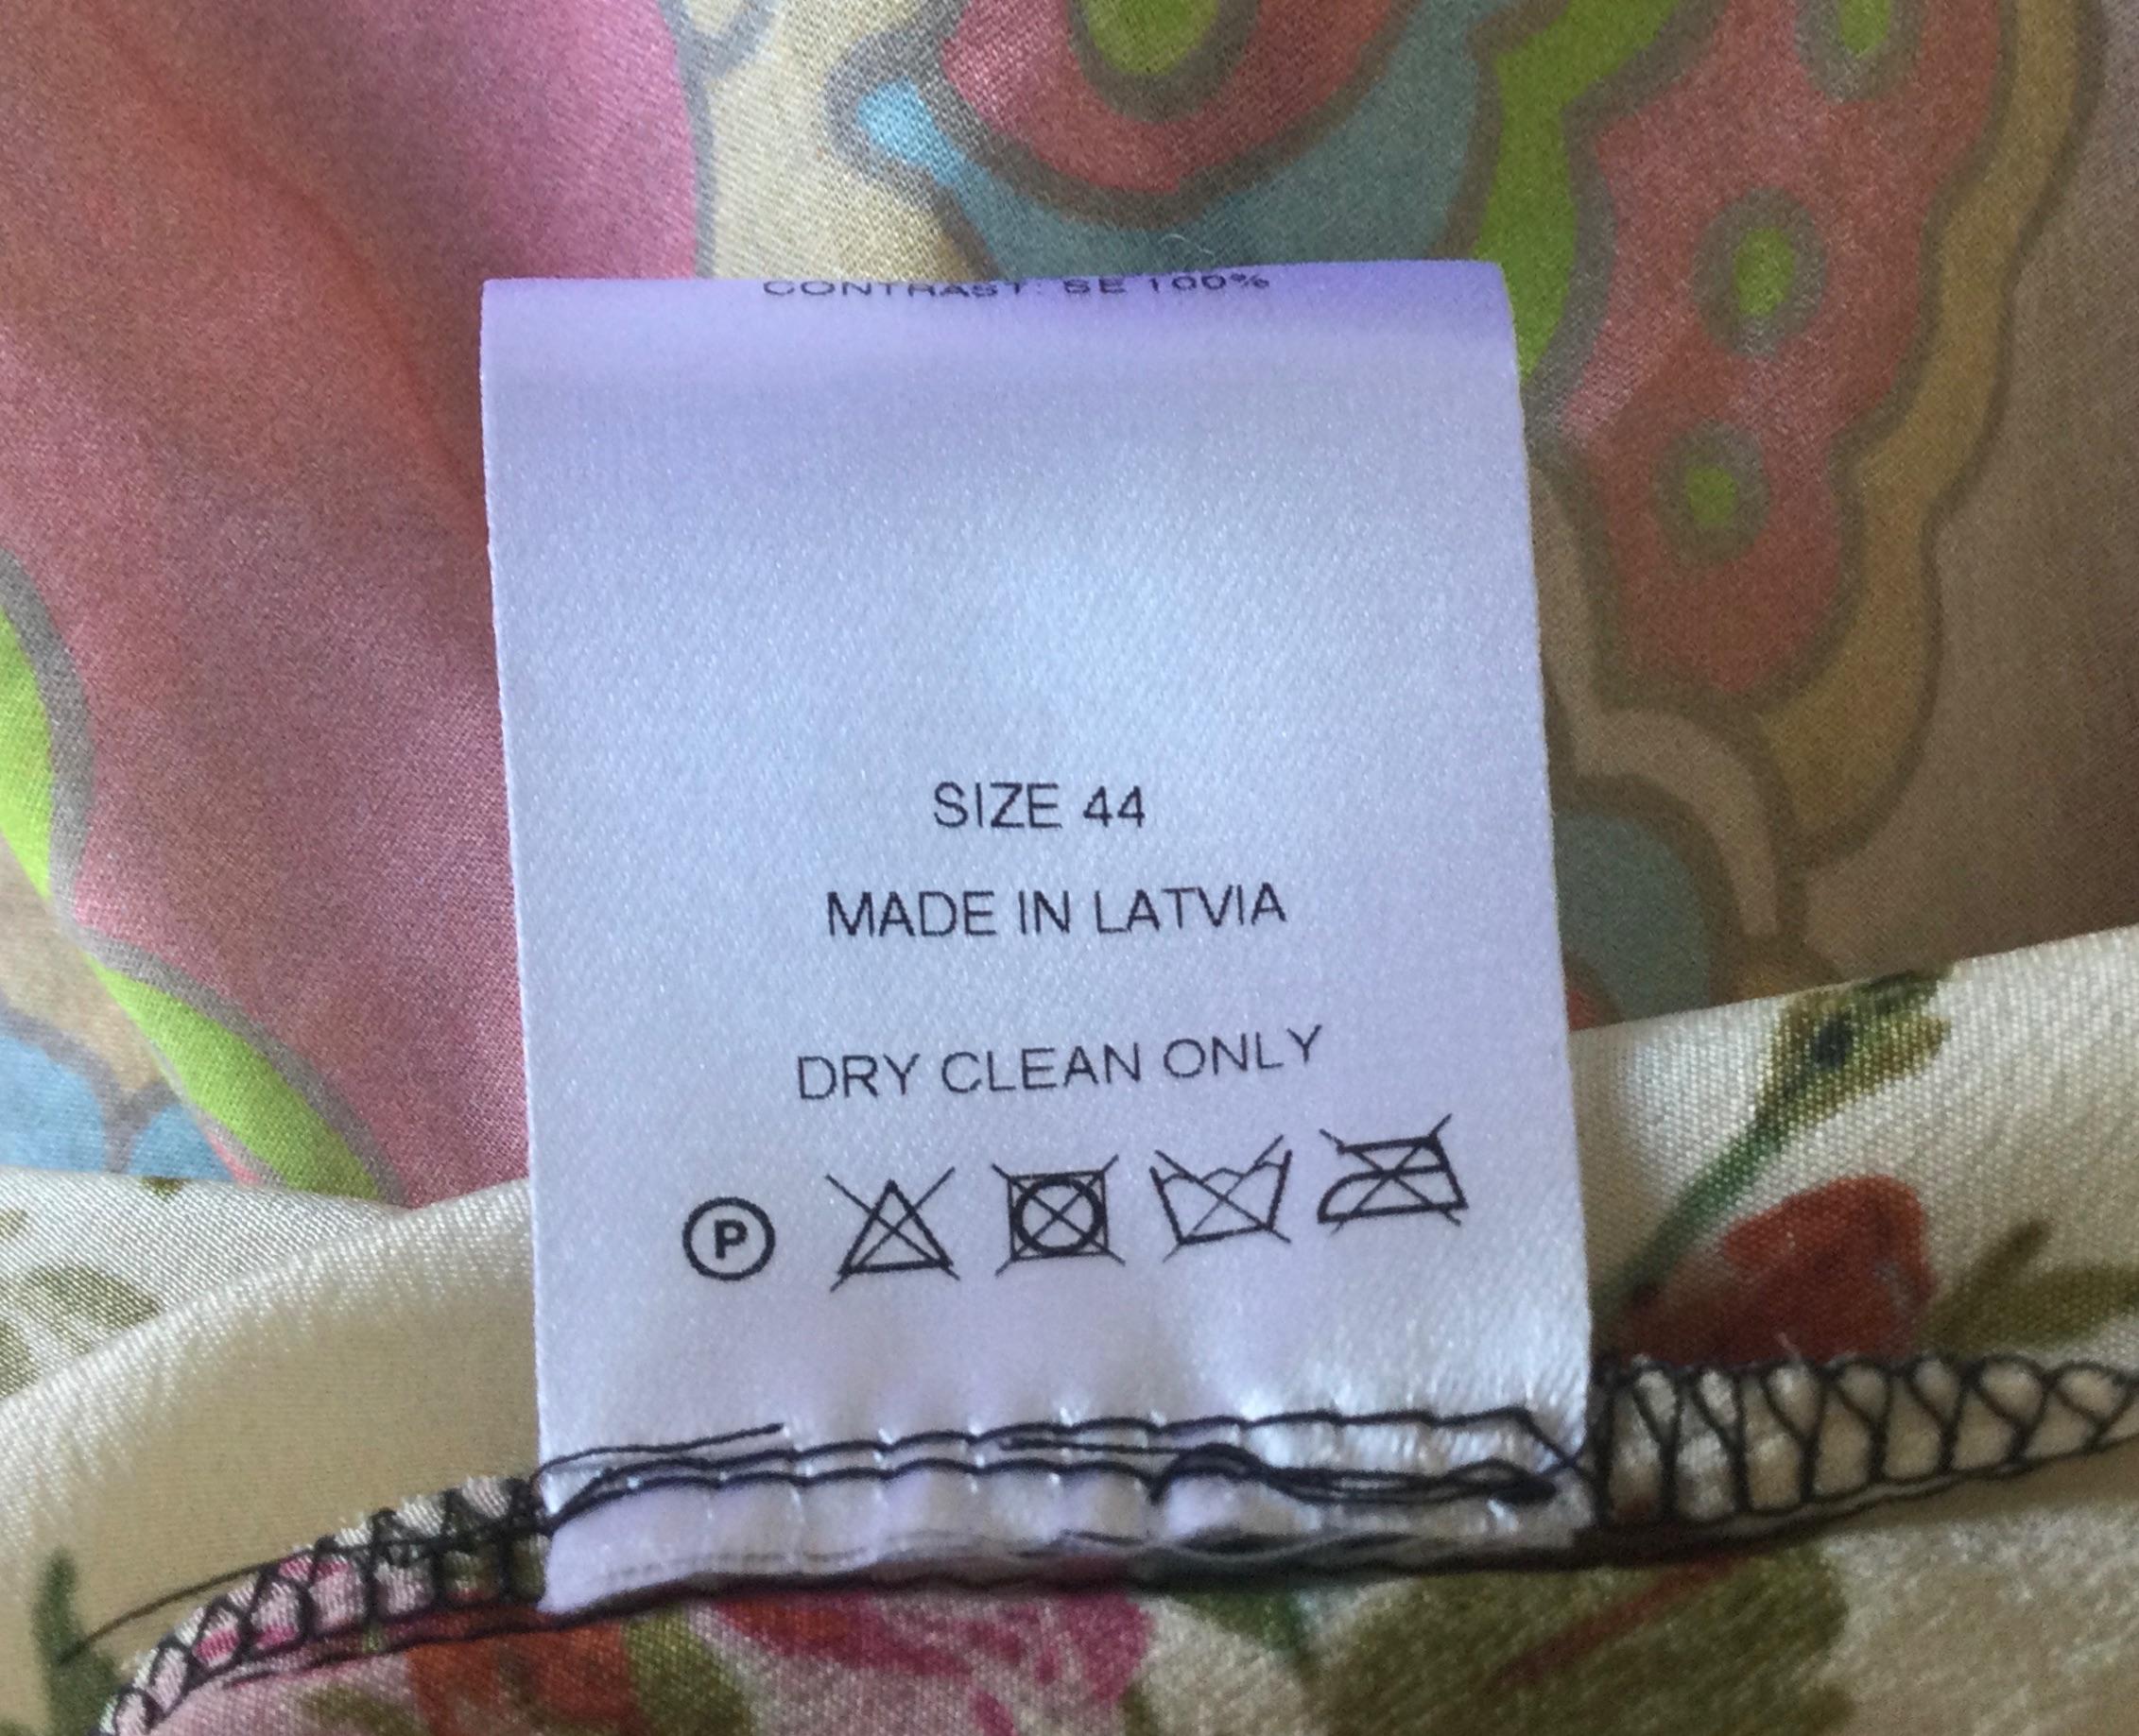 CONTRAST: SE 100%
SIZE 44
MADE IN LATVIA
DRY CLEAN ONLY
P